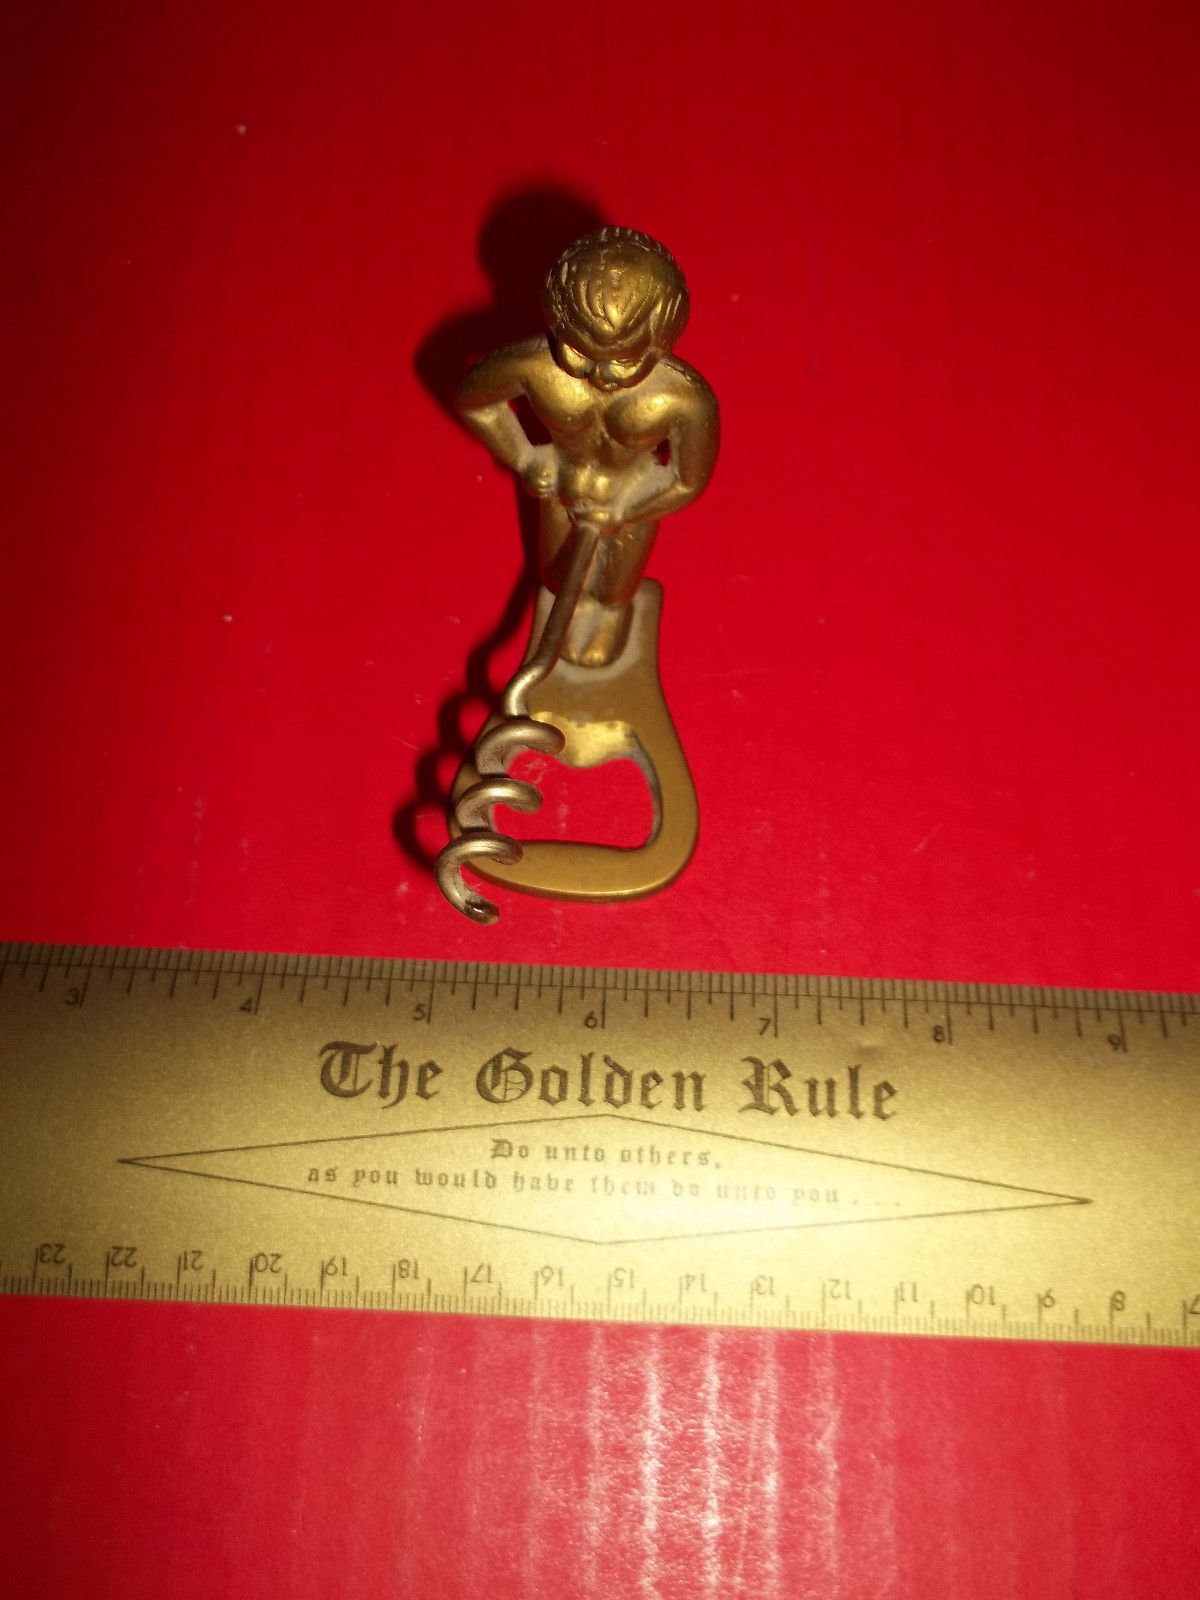 3 4 5 6 7 8 9
The Golden Rule
Do unto others,
as you would have them do unto you . . .
23 22 21 20 19 18 17 16 15 14 13 12 11 10 9 8 7